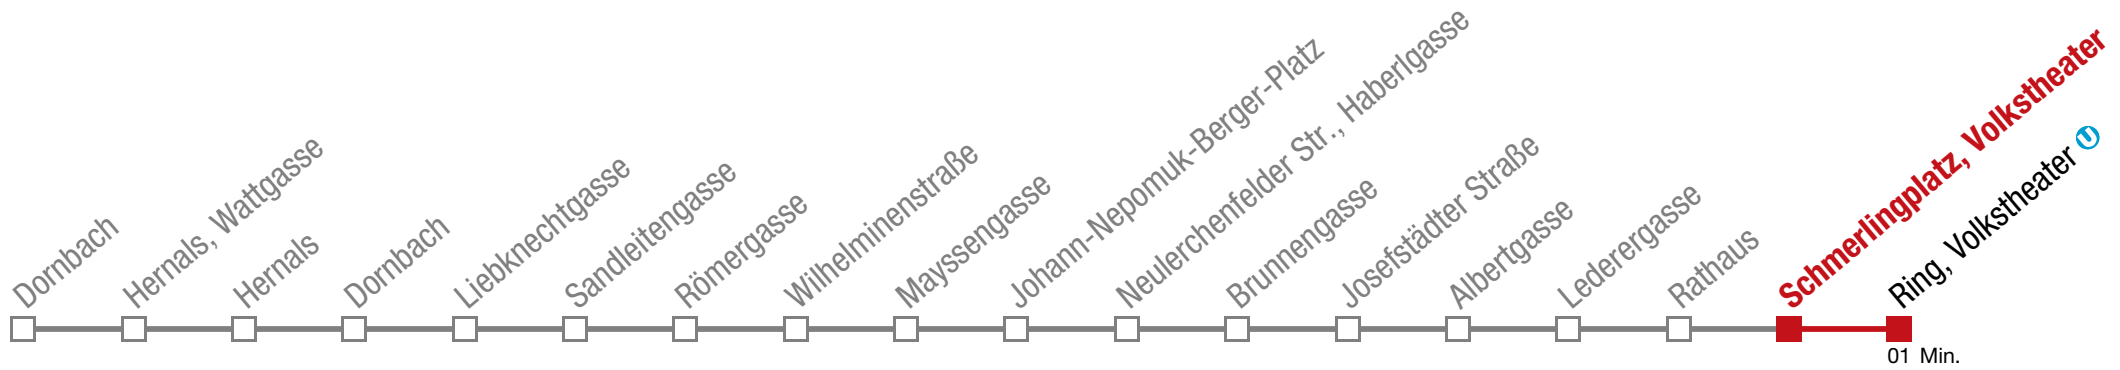 Dornbach
Hernals, Wattgasse
Hernals
Dornbach
Liebknechtgasse
Sandleitengasse
Römergasse
Wilhelminenstraße
Mayssengasse
Johann-Nepomuk-Berger-Platz
Neulerchenfelder Str., Haberlgasse
Brunnengasse
Josefstädter Straße
Albertgasse
Lederergasse
Rathaus
Schmerlingplatz, Volkstheater
Ring, Volkstheater U
01 Min.